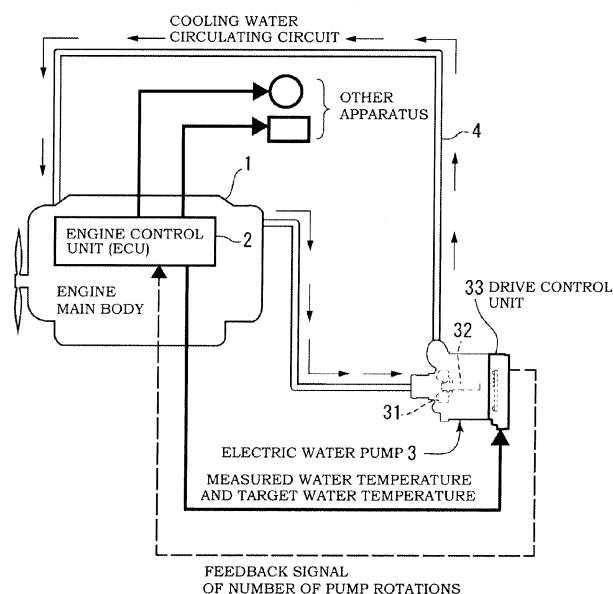 COOLING WATER
CIRCULATING CIRCUIT
OTHER
APPARATUS
4
1
ENGINE CONTROL
UNIT (ECU)
2
ENGINE
MAIN BODY
33 DRIVE CONTROL
UNIT
32
31
ELECTRIC WATER PUMP 3
MEASURED WATER TEMPERATURE
AND TARGET WATER TEMPERATURE
FEEDBACK SIGNAL
OF NUMBER OF PUMP ROTATIONS